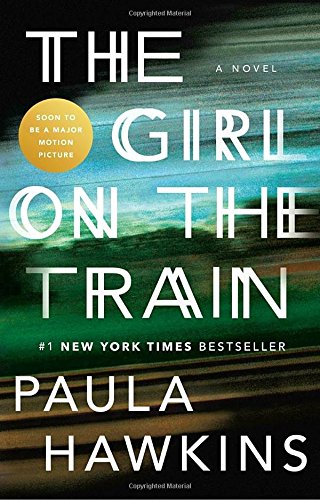 THE
A NOVEL
SOON TO
BE A MAJOR
MOTION
PICTURE
GIRL
ON THE
TRAIN
#1 NEW YORK TIMES BESTSELLER
PAULA
HAWKINS